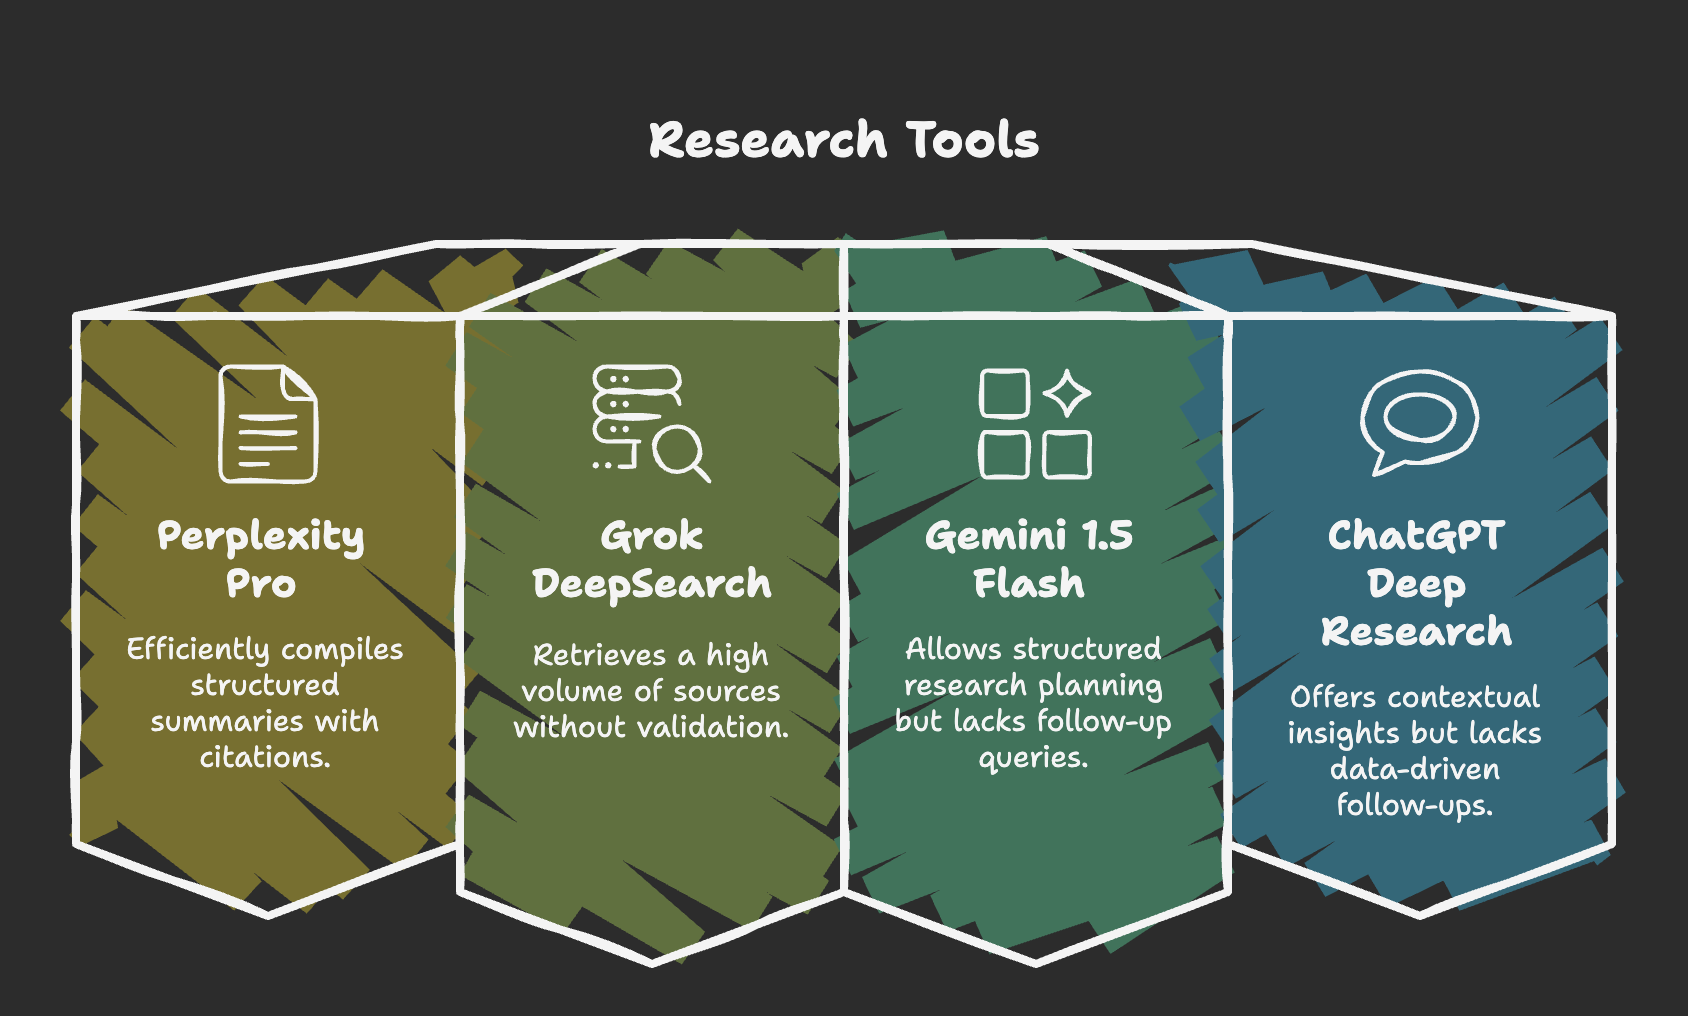 Research Tools
Perplexity
Pro
Efficiently compiles
structured
summaries with
citations.
Grok
DeepSearch
Retrieves a high
volume of sources
without validation.
Gemini 1.5
Flash
Allows structured
research planning
but lacks follow-up
queries.
ChatGPT
Deep
Research
Offers contextual
insights but lacks
data-driven
follow-ups.